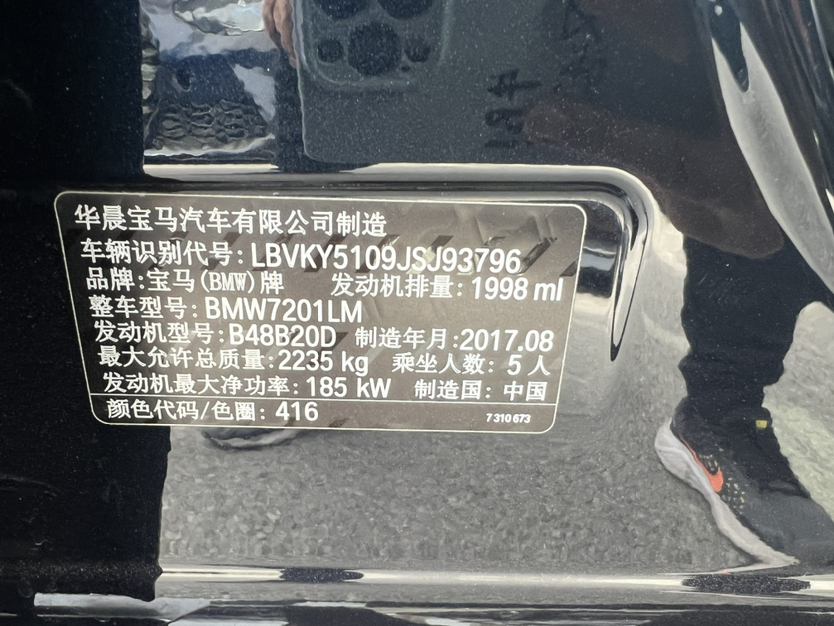 华晨宝马汽车有限公司制造
车辆识别代号: LBVKY5109JSJ93796
品牌:宝马(BMW)牌 发动机排量: 1998 ml
整车型号: BMW7201LM
发动机型号: B48B20D 制造年月:2017.08
最大允许总质量:2235 kg 乘坐人数: 5 人
发动机最大净功率: 185 kW 制造国: 中国
颜色代码/色圈: 416 7 310 673